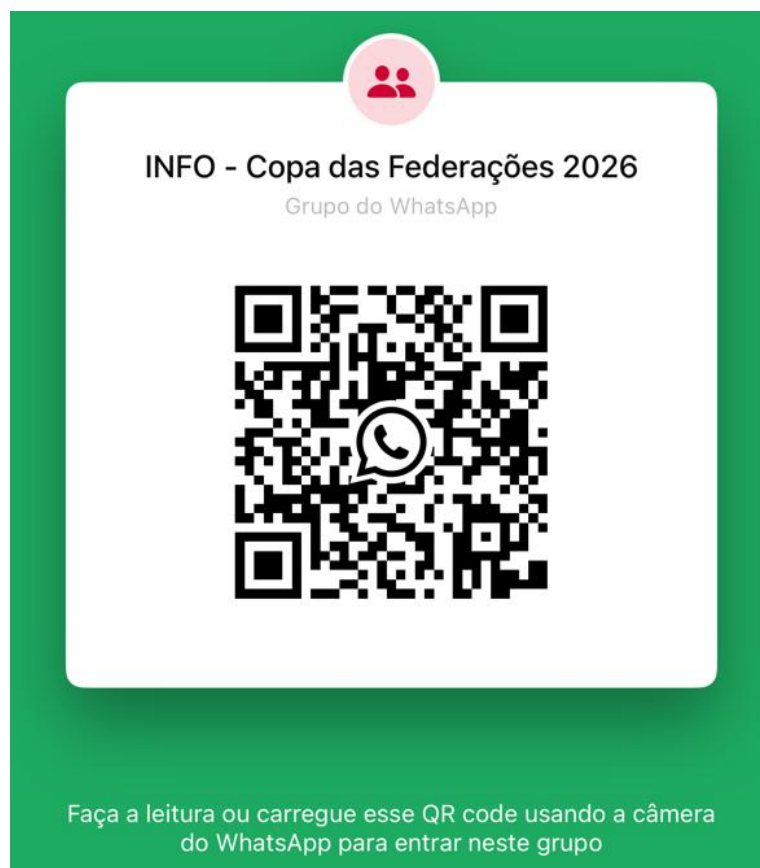 INFO - Copa das Federações 2026
Grupo do WhatsApp
Faça a leitura ou carregue esse QR code usando a câmera
do WhatsApp para entrar neste grupo